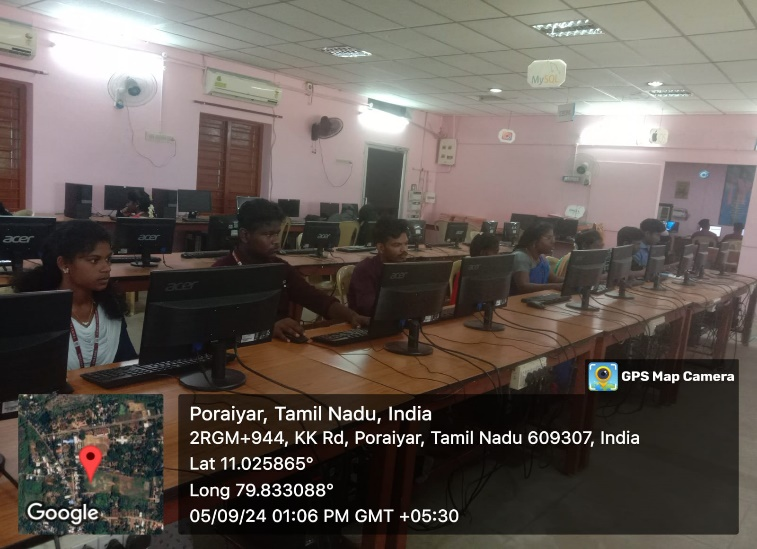 MySQL
acer
acer
acer
acer
GPS Map Camera
Poraiyar, Tamil Nadu, India
2RGM+944, KK Rd, Poraiyar, Tamil Nadu 609307, India
Lat 11.025865°
Long 79.833088°
05/09/24 01:06 PM GMT +05:30
Google